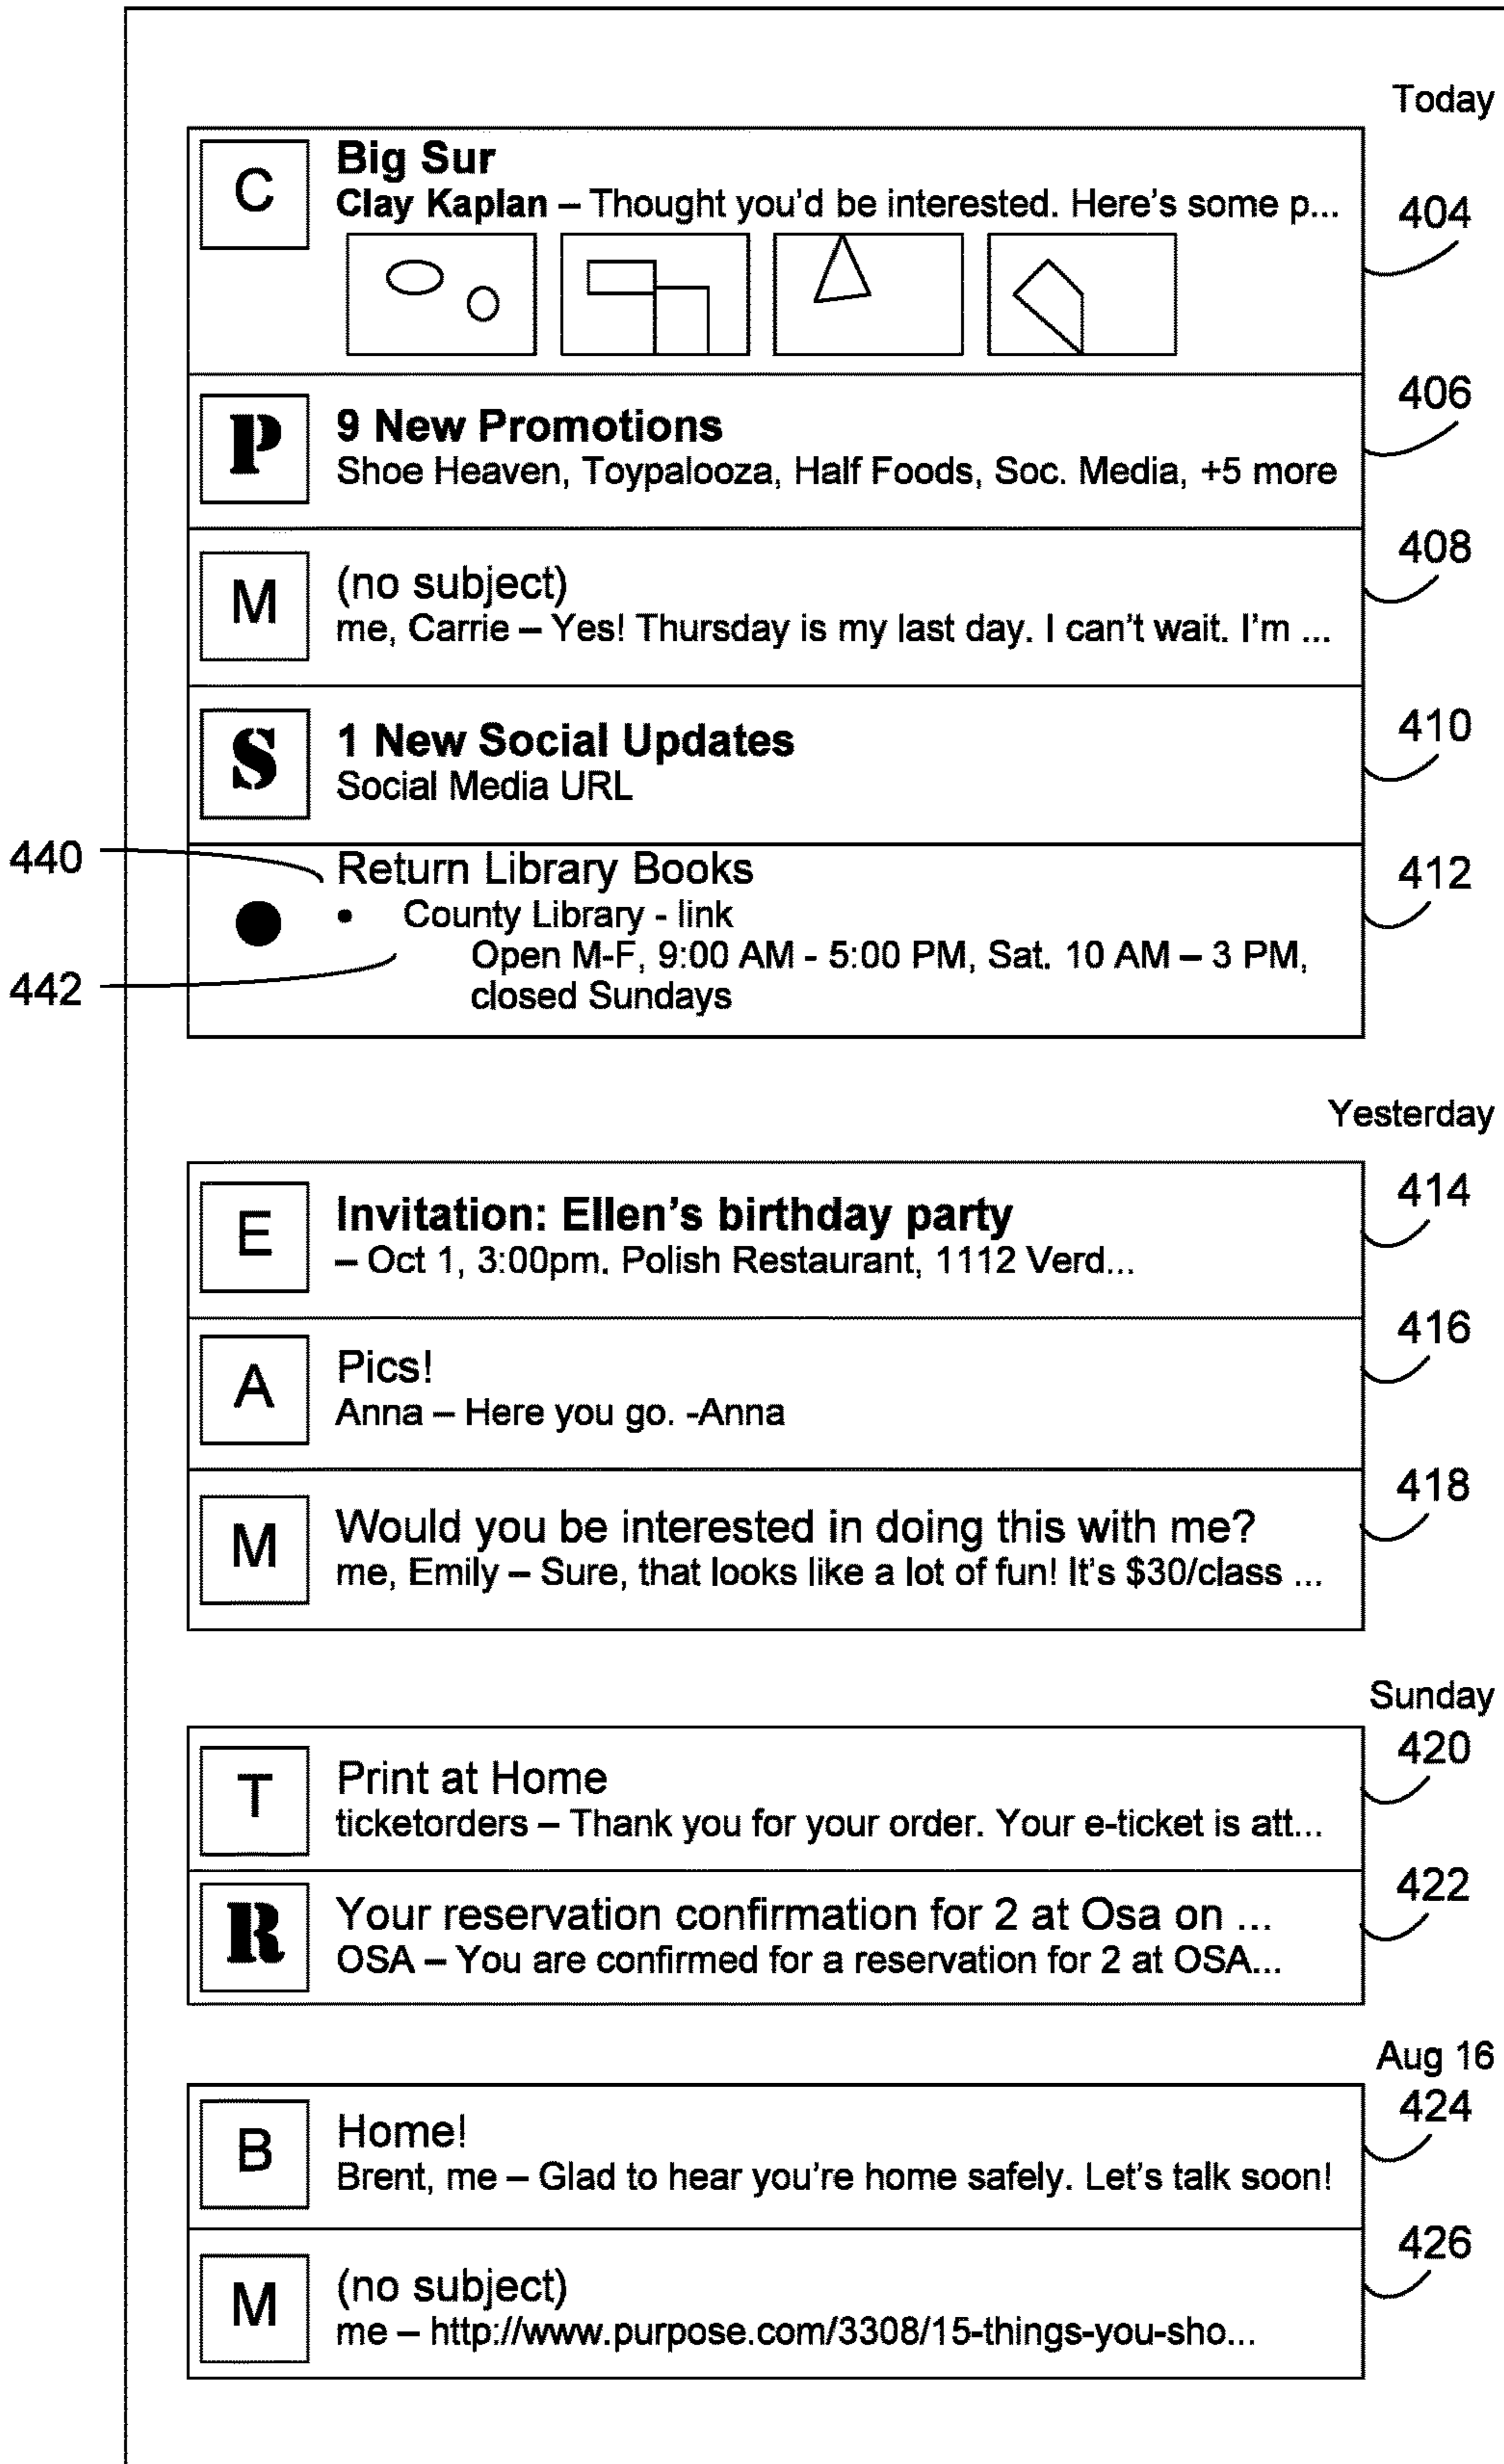 Today
C
Big Sur
Clay Kaplan – Thought you'd be interested. Here's some p...
404
P
9 New Promotions
Shoe Heaven, Toypalooza, Half Foods, Soc. Media, +5 more
406
M
(no subject)
me, Carrie – Yes! Thursday is my last day. I can't wait. I'm ...
408
S
1 New Social Updates
Social Media URL
410
440
Return Library Books
• County Library - link
Open M-F, 9:00 AM - 5:00 PM, Sat. 10 AM – 3 PM,
closed Sundays
412
442
Yesterday
E
Invitation: Ellen's birthday party
– Oct 1, 3:00pm. Polish Restaurant, 1112 Verd...
414
A
Pics!
Anna – Here you go. -Anna
416
M
Would you be interested in doing this with me?
me, Emily – Sure, that looks like a lot of fun! It's $30/class ...
418
Sunday
T
Print at Home
ticketorders – Thank you for your order. Your e-ticket is att...
420
R
Your reservation confirmation for 2 at Osa on ...
OSA – You are confirmed for a reservation for 2 at OSA...
422
Aug 16
B
Home!
Brent, me – Glad to hear you're home safely. Let's talk soon!
424
M
(no subject)
me – http://www.purpose.com/3308/15-things-you-sho...
426